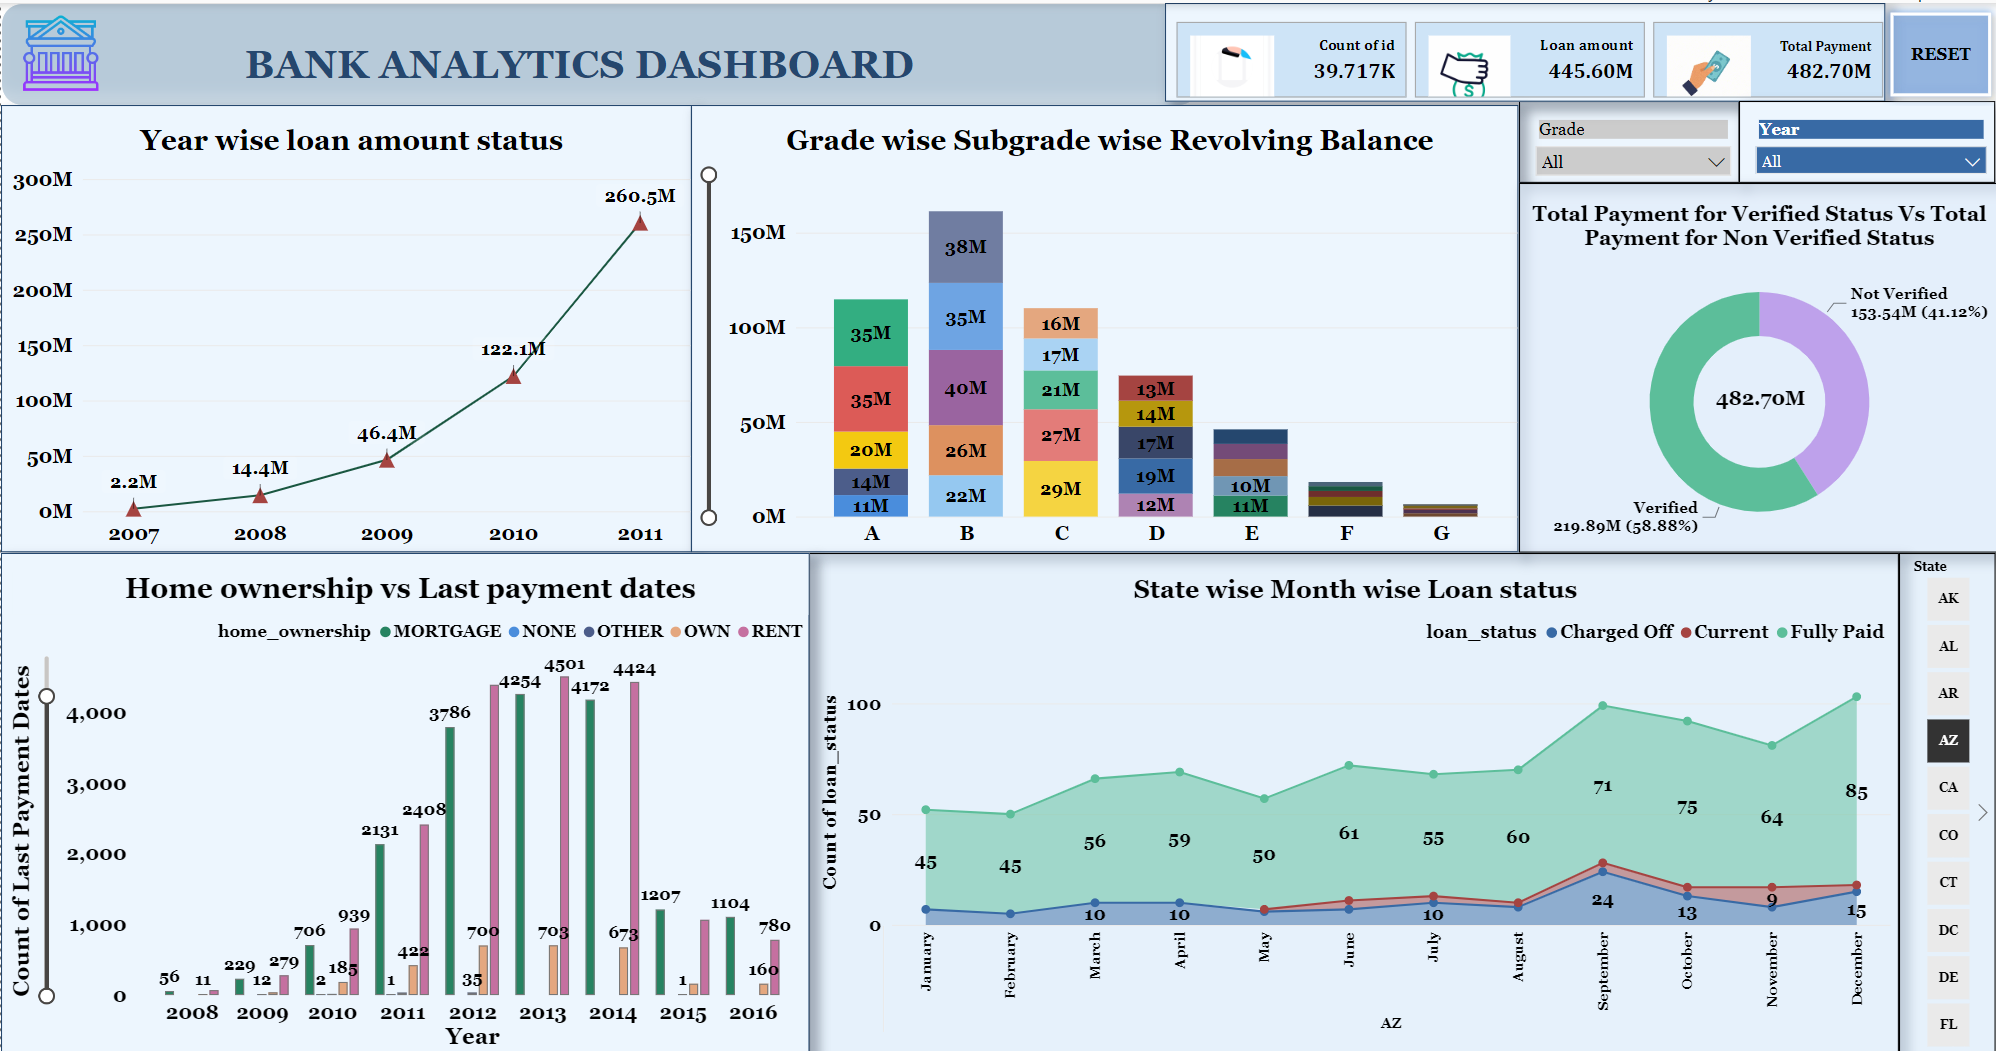 BANK ANALYTICS DASHBOARD
Count of id
39.717K
Loan amount
445.60M
Total Payment
482.70M
RESET
Year wise loan amount status
300M
250M
200M
150M
100M
50M
0M
2.2M
14.4M
46.4M
122.1M
260.5M
2007 2008 2009 2010 2011
Grade wise Subgrade wise Revolving Balance
150M
100M
50M
0M
35M
35M
20M
14M
11M
38M
35M
40M
26M
22M
16M
17M
21M
27M
29M
13M
14M
17M
19M
12M
10M
11M
A B C D E F G
Grade
All
Year
All
Total Payment for Verified Status Vs Total
Payment for Non Verified Status
Not Verified
153.54M (41.12%)
482.70M
Verified
219.89M (58.88%)
Home ownership vs Last payment dates
home_ownership MORTGAGE NONE OTHER OWN RENT
Count of Last Payment Dates
4,000
3,000
2,000
1,000
0
56 11
229 12 279
706 2 185 939
2131 1 422 2408
3786 35 700
4254 703 4501
4172 673 4424
1207 1
1104 160 780
2008 2009 2010 2011 2012 2013 2014 2015 2016
Year
State wise Month wise Loan status
loan_status Charged Off Current Fully Paid
Count of loan_status
100
50
0
45 45 56 59 50 61 55 60 71 75 64 85
10 10 10 24 13 9 15
January February March April May June July August September October November December
AZ
State
AK
AL
AR
AZ
CA
CO
CT
DC
DE
FL